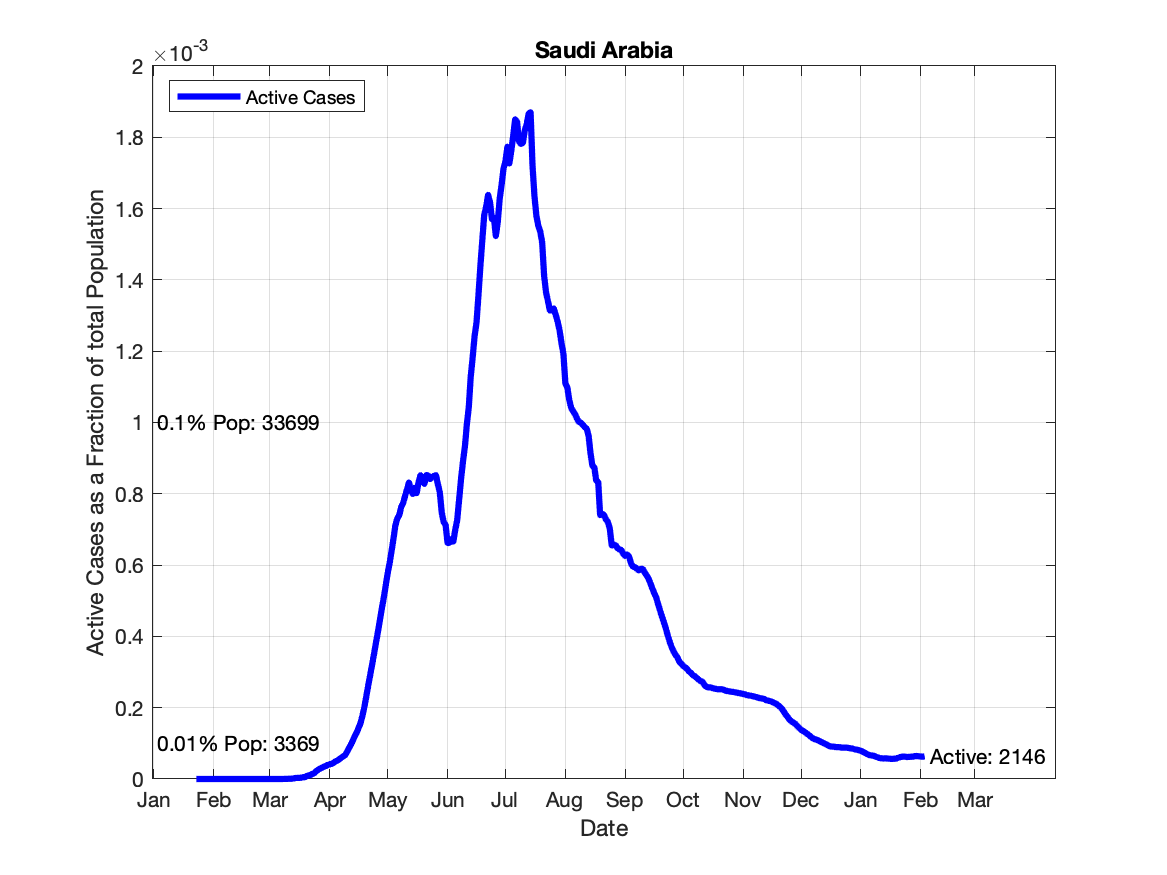 Saudi Arabia
×10-3
2
1.8
1.6
1.4
1.2
1
0.8
0.6
0.4
0.2
0
Active Cases
Active Cases as a Fraction of total Population
0.1% Pop: 33699
0.01% Pop: 3369
Active: 2146
Jan Feb Mar Apr May Jun Jul Aug Sep Oct Nov Dec Jan Feb Mar
Date